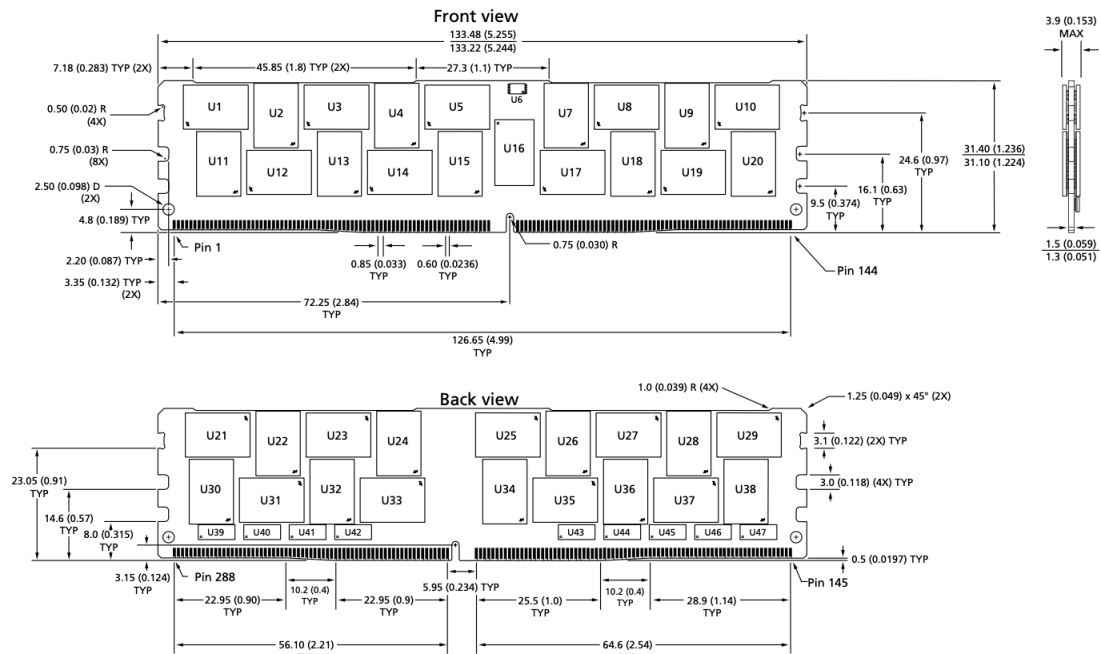 Front view
133.48 (5.255)
133.22 (5.244)
3.9 (0.153)
MAX
7.18 (0.283) TYP (2X)
45.85 (1.8) TYP (2X)
27.3 (1.1) TYP
0.50 (0.02) R
(4X)
U1
U2
U3
U4
U5
U6
U7
U8
U9
U10
0.75 (0.03) R
(8X)
U11
U12
U13
U14
U15
U16
U17
U18
U19
U20
24.6 (0.97)
31.40 (1.236)
31.10 (1.224)
2.50 (0.098) D
(2X)
16.1 (0.63)
9.5 (0.374)
TYP
TYP
TYP
4.8 (0.189) TYP
Pin 1
0.75 (0.030) R
1.5 (0.059)
1.3 (0.051)
2.20 (0.087) TYP
0.85 (0.033)
TYP
0.60 (0.0236)
TYP
Pin 144
3.35 (0.132) TYP
(2X)
72.25 (2.84)
TYP
126.65 (4.99)
TYP
Back view
1.0 (0.039) R (4X)
1.25 (0.049) x 45° (2X)
U21
U22
U23
U24
U25
U26
U27
U28
U29
3.1 (0.122) (2X) TYP
23.05 (0.91)
TYP
U30
U31
U32
U33
U34
U35
U36
U37
U38
3.0 (0.118) (4X) TYP
14.6 (0.57)
TYP
8.0 (0.315)
TYP
U39
U40
U41
U42
U43
U44
U45
U46
U47
0.5 (0.0197) TYP
3.15 (0.124)
TYP
Pin 288
5.95 (0.234) TYP
Pin 145
22.95 (0.90)
TYP
10.2 (0.4)
TYP
22.95 (0.9)
TYP
25.5 (1.0)
TYP
10.2 (0.4)
TYP
28.9 (1.14)
TYP
56.10 (2.21)
64.6 (2.54)